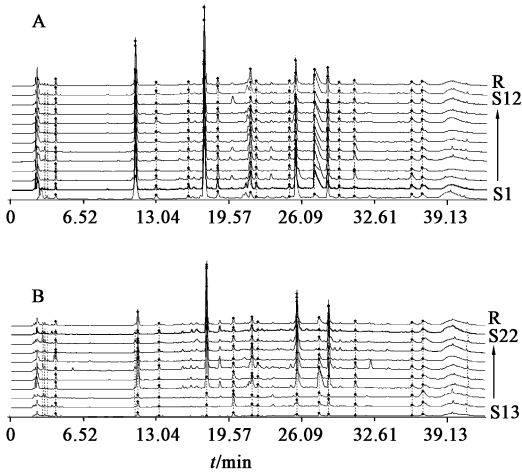 A
R
S12
S1
0 6.52 13.04 19.57 26.09 32.61 39.13
B
R
S22
S13
0 6.52 13.04 19.57 26.09 32.61 39.13
t/min